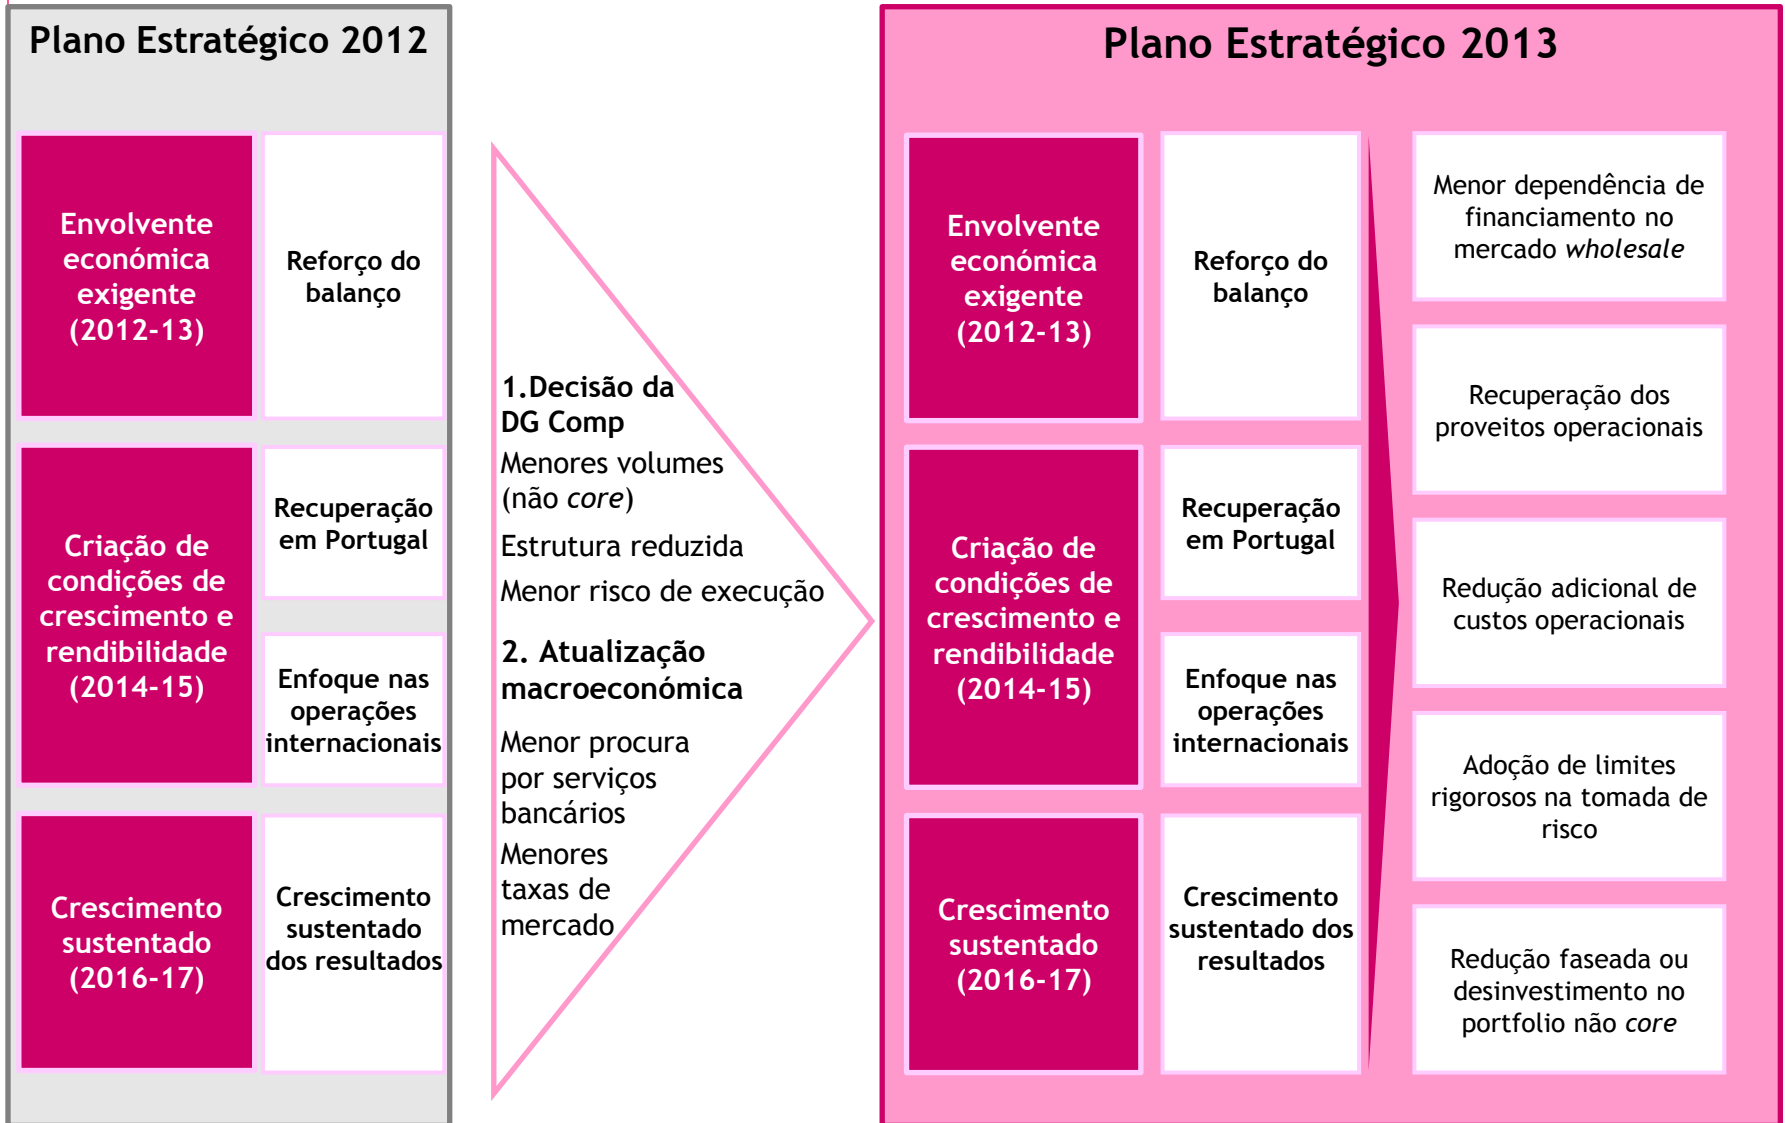 Plano Estratégico 2012
Envolvente
económica
exigente
(2012-13)
Reforço do
balanço
Criação de
condições de
crescimento e
rendibilidade
(2014-15)
Recuperação
em Portugal
Enfoque nas
operações
internacionais
Crescimento
sustentado
(2016-17)
Crescimento
sustentado
dos resultados
1.Decisão da
DG Comp
Menores volumes
(não core)
Estrutura reduzida
Menor risco de execução
2. Atualização
macroeconómica
Menor procura
por serviços
bancários
Menores
taxas de
mercado
Plano Estratégico 2013
Envolvente
económica
exigente
(2012-13)
Reforço do
balanço
Criação de
condições de
crescimento e
rendibilidade
(2014-15)
Recuperação
em Portugal
Enfoque nas
operações
internacionais
Crescimento
sustentado
(2016-17)
Crescimento
sustentado dos
resultados
Menor dependência de
financiamento no
mercado wholesale
Recuperação dos
proveitos operacionais
Redução adicional de
custos operacionais
Adoção de limites
rigorosos na tomada de
risco
Redução faseada ou
desinvestimento no
portfolio não core